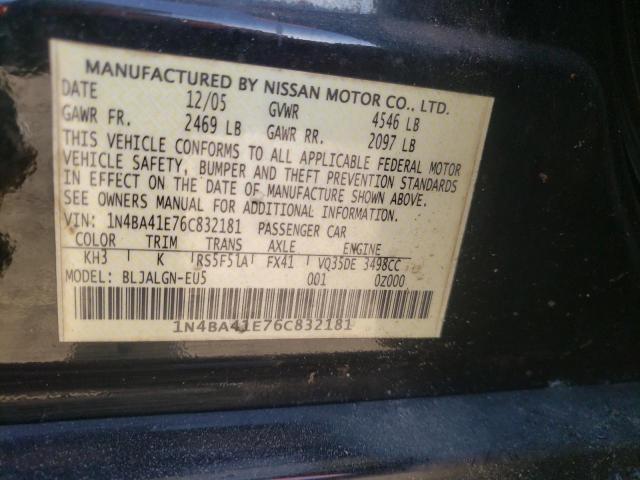 MANUFACTURED BY NISSAN MOTOR CO., LTD.
DATE 12/05 GVWR 4546 LB
GAWR FR. 2469 LB GAWR RR. 2097 LB
THIS VEHICLE CONFORMS TO ALL APPLICABLE FEDERAL MOTOR
VEHICLE SAFETY, BUMPER AND THEFT PREVENTION STANDARDS
IN EFFECT ON THE DATE OF MANUFACTURE SHOWN ABOVE.
SEE OWNERS MANUAL FOR ADDITIONAL INFORMATION.
VIN: 1N4BA41E76C832181 PASSENGER CAR
COLOR TRIM TRANS AXLE ENGINE
KH3 K RS5F51A FX41 VQ35DE 3498CC
MODEL: BLJALGN-EU5 001 0Z000
1N4BA41E76C832181